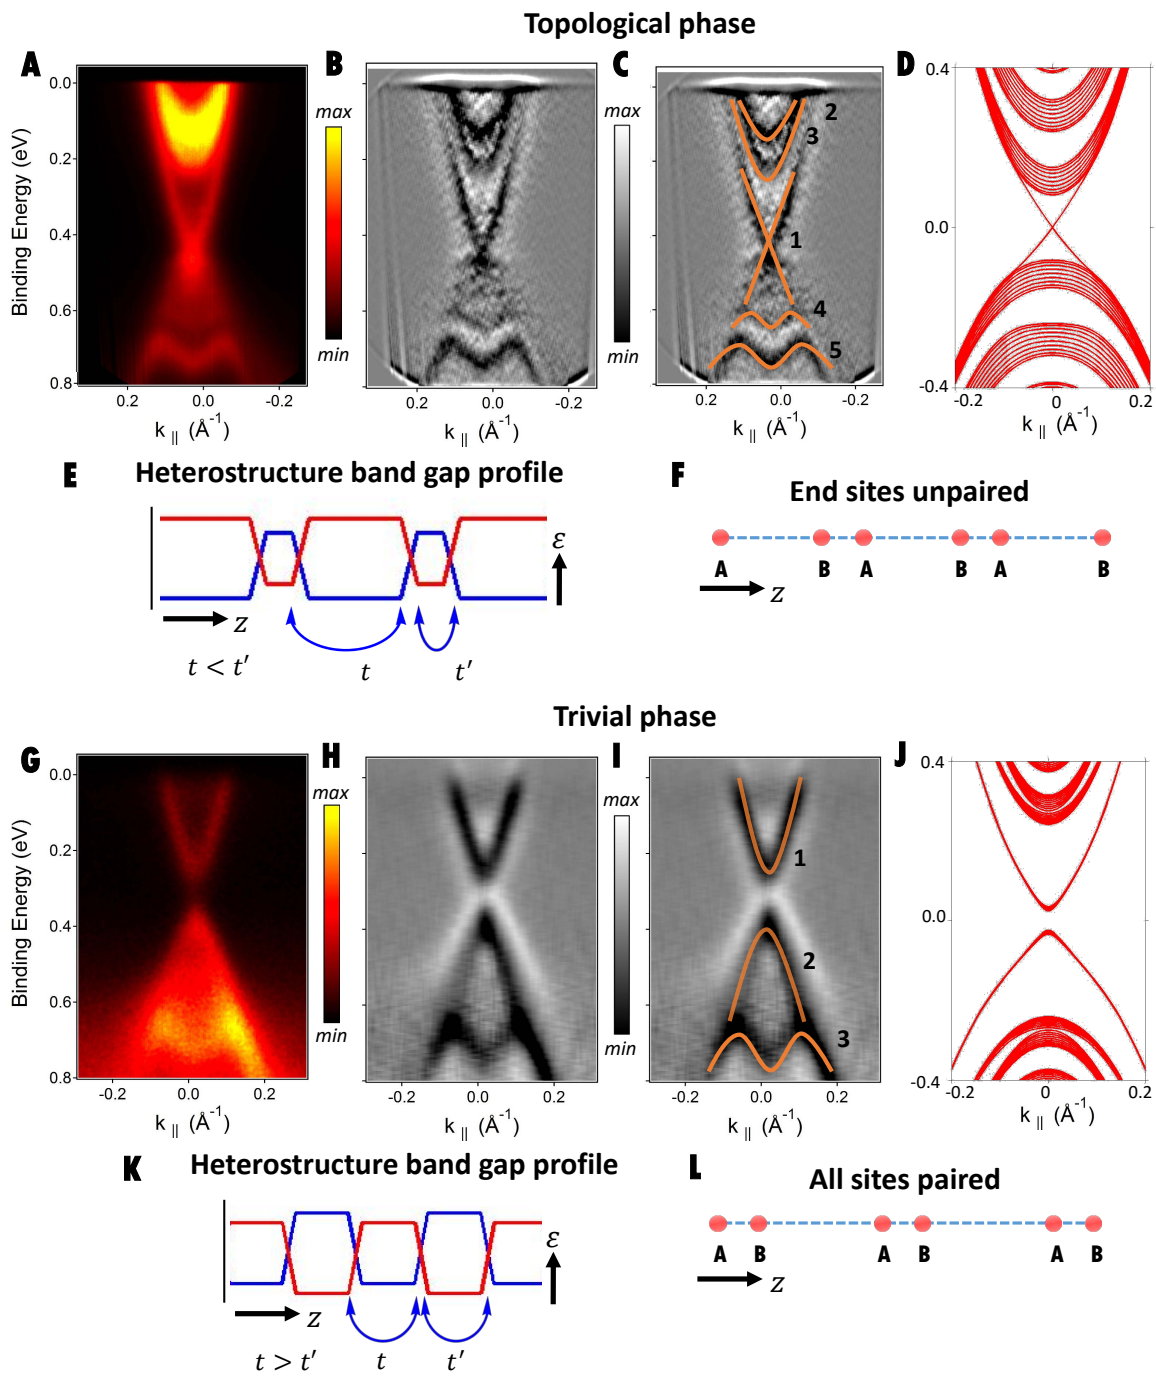 Topological phase
A
B
C
D
0.0
0.2
0.4
0.6
0.8
Binding Energy (eV)
0.2 0.0 -0.2
k || (Å-1)
max
min
0.2 0.0 -0.2
k || (Å-1)
max
min
2
3
1
4
5
0.2 0.0 -0.2
k || (Å-1)
0.4
0.0
-0.4
-0.2 0 0.2
k || (Å-1)
E Heterostructure band gap profile
ε
z
t < t′
t
t′
F End sites unpaired
A B A B A B
z
Trivial phase
G
H
I
J
0.0
0.2
0.4
0.6
0.8
Binding Energy (eV)
-0.2 0.0 0.2
k || (Å-1)
max
min
-0.2 0.0 0.2
k || (Å-1)
max
min
1
2
3
-0.2 0.0 0.2
k || (Å-1)
0.4
0.0
-0.4
-0.2 0 0.2
k || (Å-1)
K Heterostructure band gap profile
ε
z
t > t′
t
t′
L All sites paired
A B A B A B
z